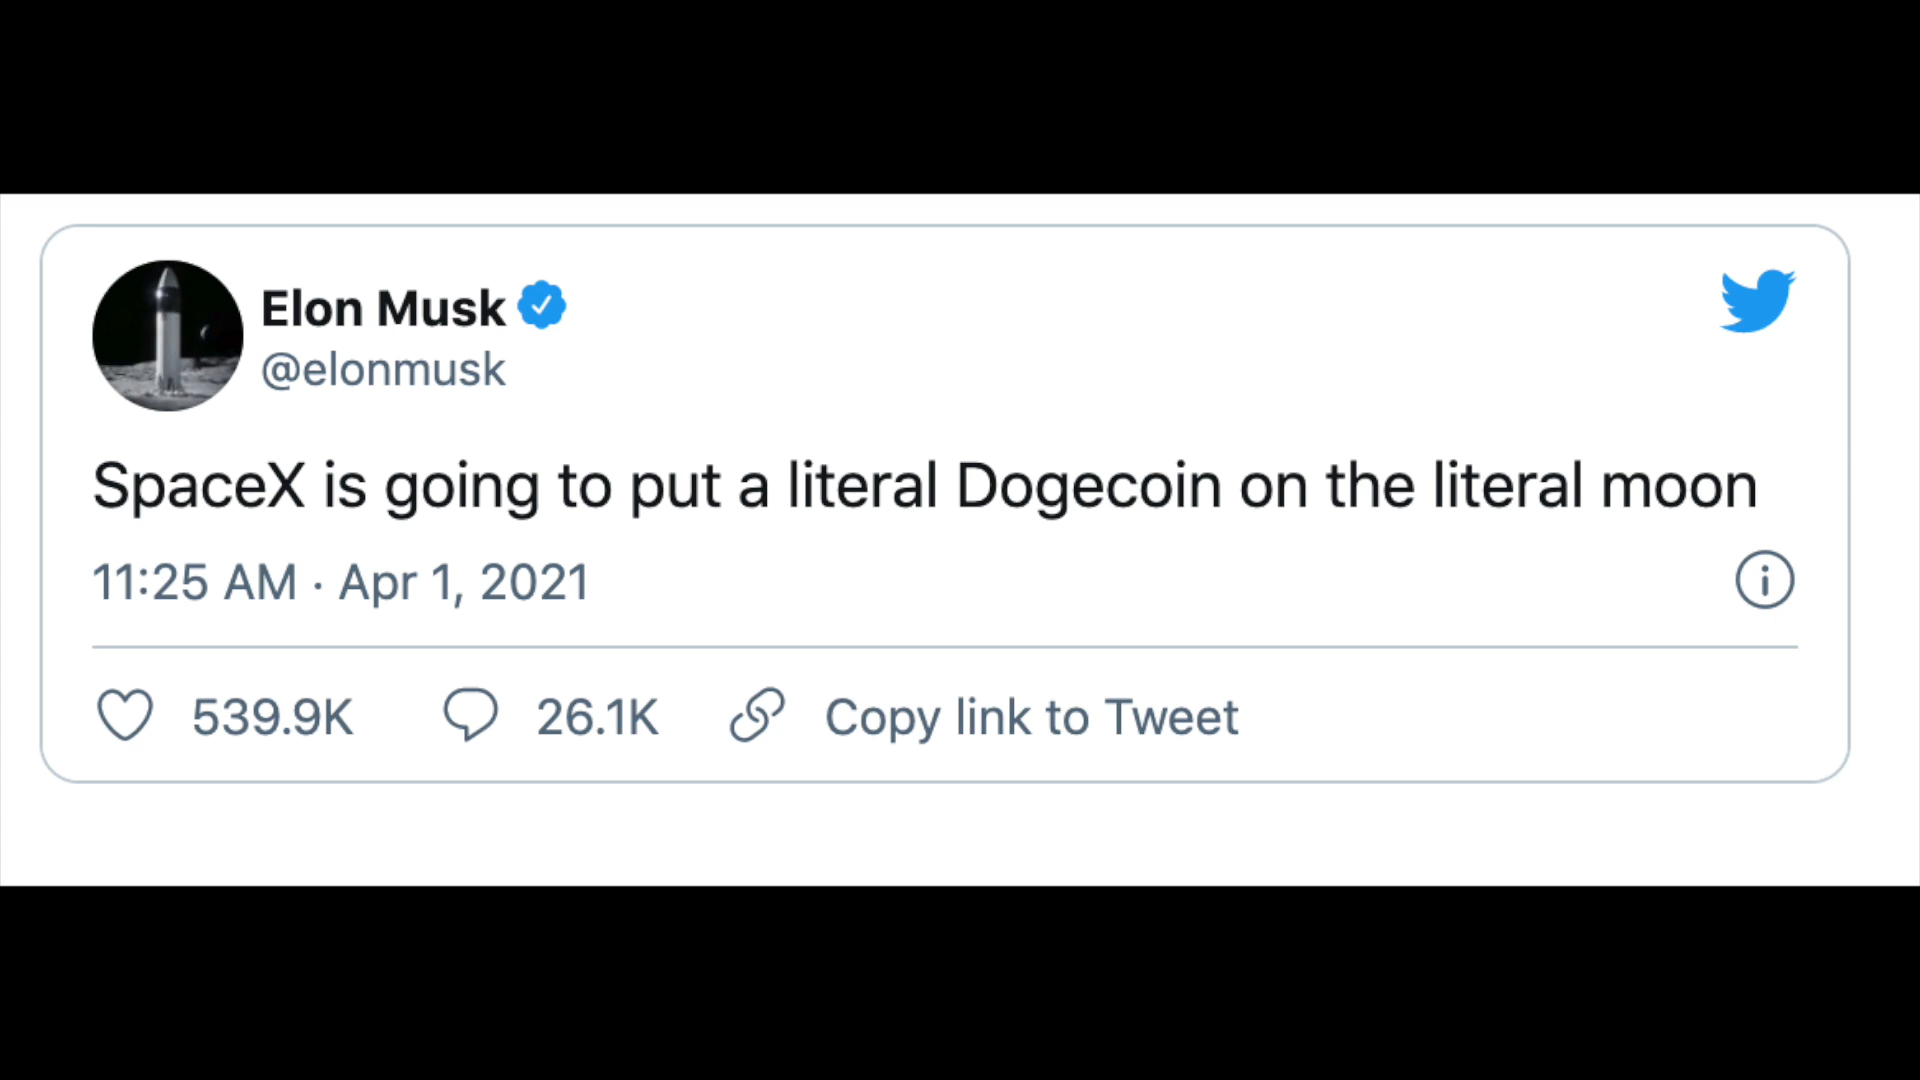 Elon Musk
@elonmusk
SpaceX is going to put a literal Dogecoin on the literal moon
11:25 AM · Apr 1, 2021
539.9K 26.1K Copy link to Tweet